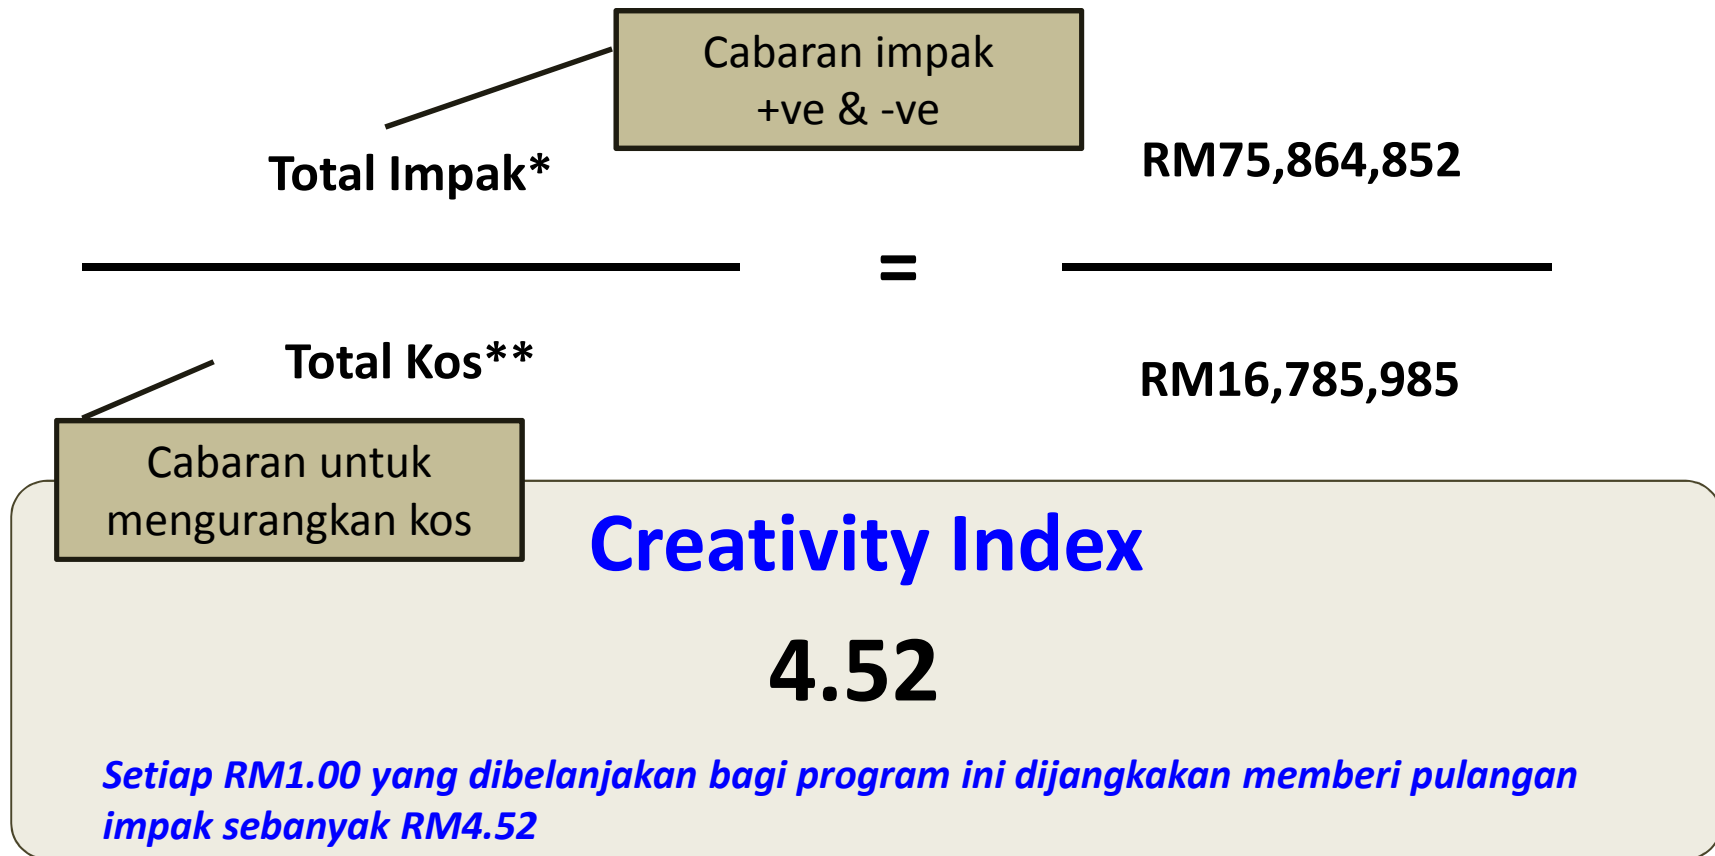 Cabaran impak
+ve & -ve
Total Impak*
RM75,864,852
=
Total Kos**
RM16,785,985
Cabaran untuk
mengurangkan kos
Creativity Index
4.52
Setiap RM1.00 yang dibelanjakan bagi program ini dijangkakan memberi pulangan
impak sebanyak RM4.52